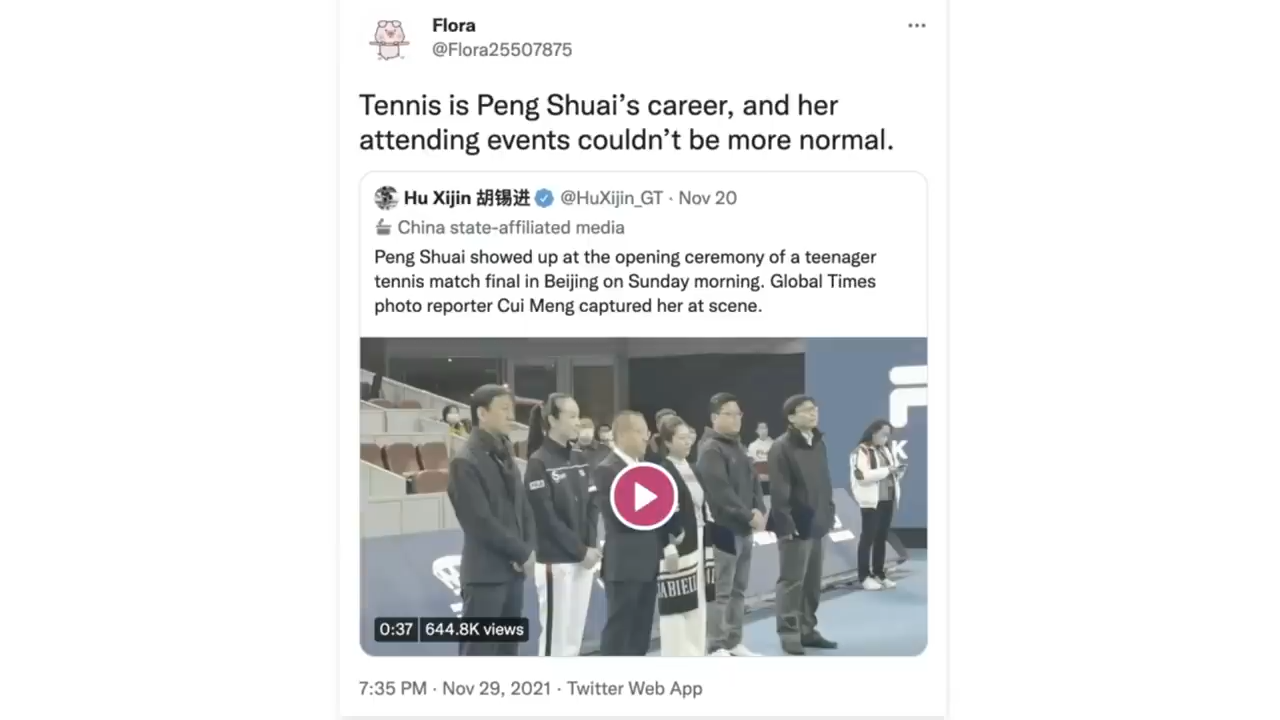 Flora
@Flora25507875
Tennis is Peng Shuai’s career, and her
attending events couldn’t be more normal.
Hu Xijin 胡锡进 @HuXijin_GT · Nov 20
China state-affiliated media
Peng Shuai showed up at the opening ceremony of a teenager
tennis match final in Beijing on Sunday morning. Global Times
photo reporter Cui Meng captured her at scene.
K
0:37 644.8K views
7:35 PM · Nov 29, 2021 · Twitter Web App